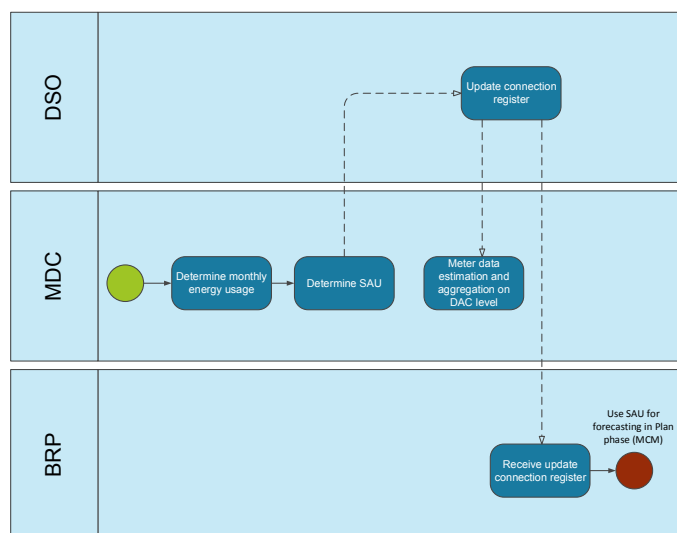 DSO
Update connection
register
MDC
Determine monthly
energy usage
Determine SAU
Meter data
estimation and
aggregation on
DAC level
BRP
Use SAU for
forecasting in Plan
phase (MCM)
Receive update
connection register